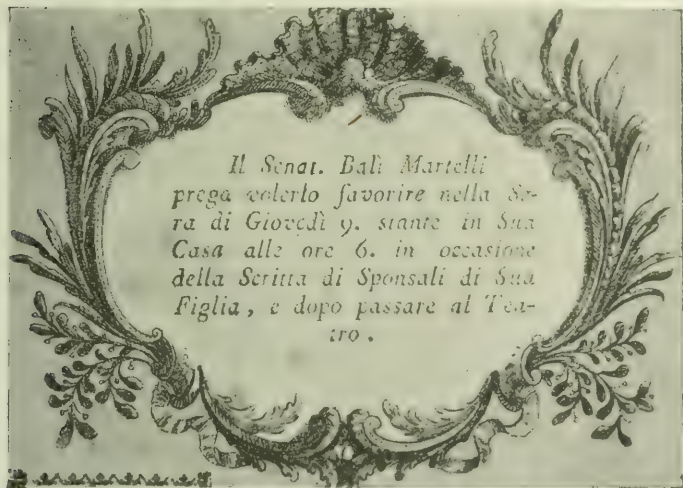 Il Senat. Balì Martelli
prega volerlo favorire nella Se-
ra di Giovedì 9. stante in Sua
Casa alle ore 6. in occasione
della Scritta di Sponsali di Sua
Figlia, e dopo passare al Tea-
tro.